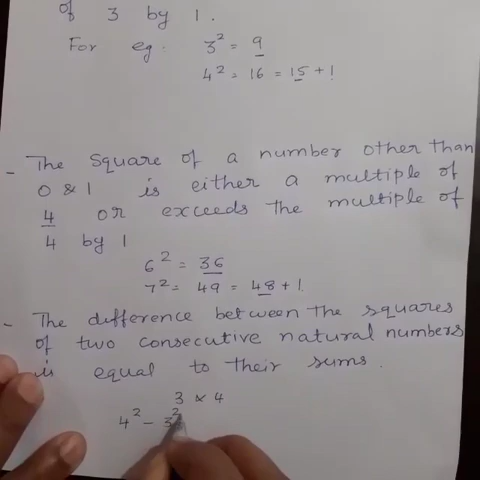 of 3 by 1.
For eg: 3² = 9
4² = 16 = 15 + 1
- The square of a number other than
0 & 1 is either a multiple of
4 or exceeds the multiple of
4 by 1
6² = 36
7² = 49 = 48 + 1
- The difference between the squares
of two consecutive natural numbers
is equal to their sums.
3 & 4
4² - 3²